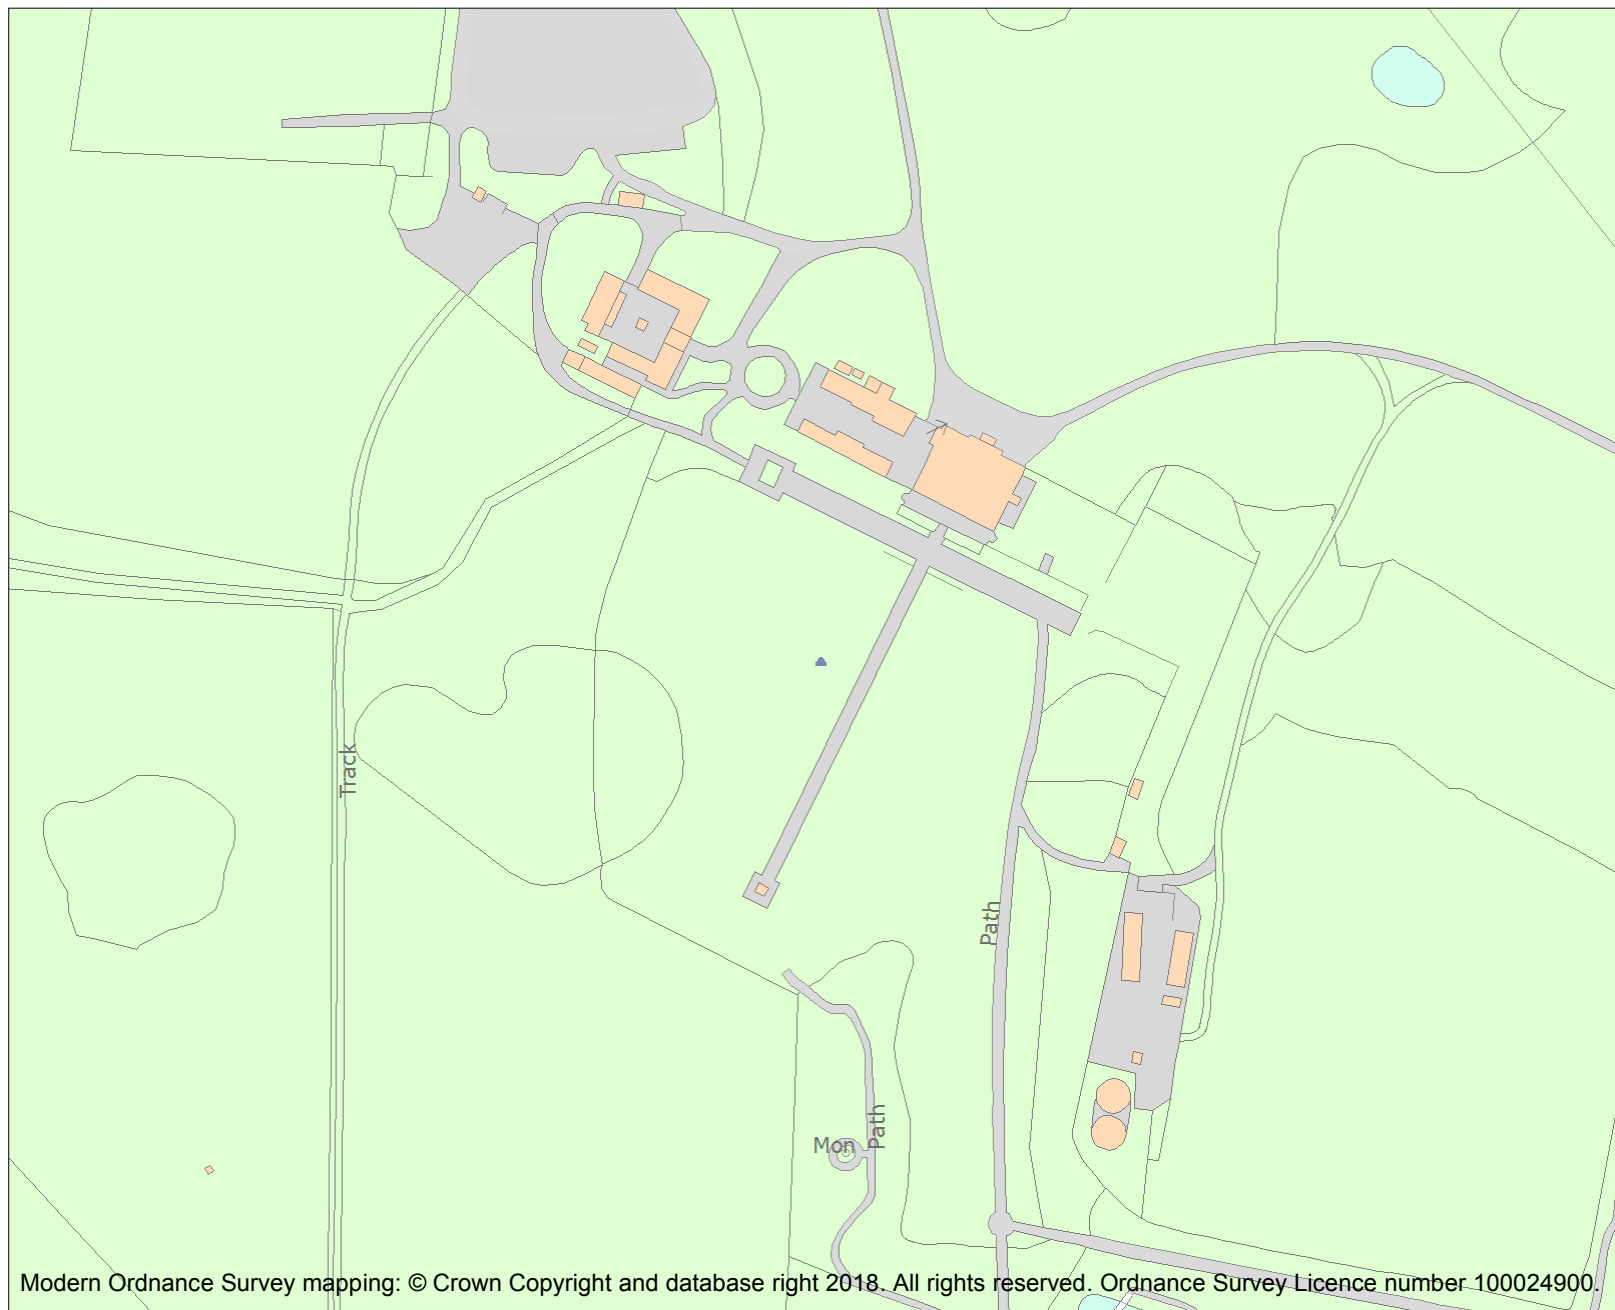 Track
Path
Mon
Path
Modern Ordnance Survey mapping: © Crown Copyright and database right 2018. All rights reserved. Ordnance Survey Licence number 100024900.